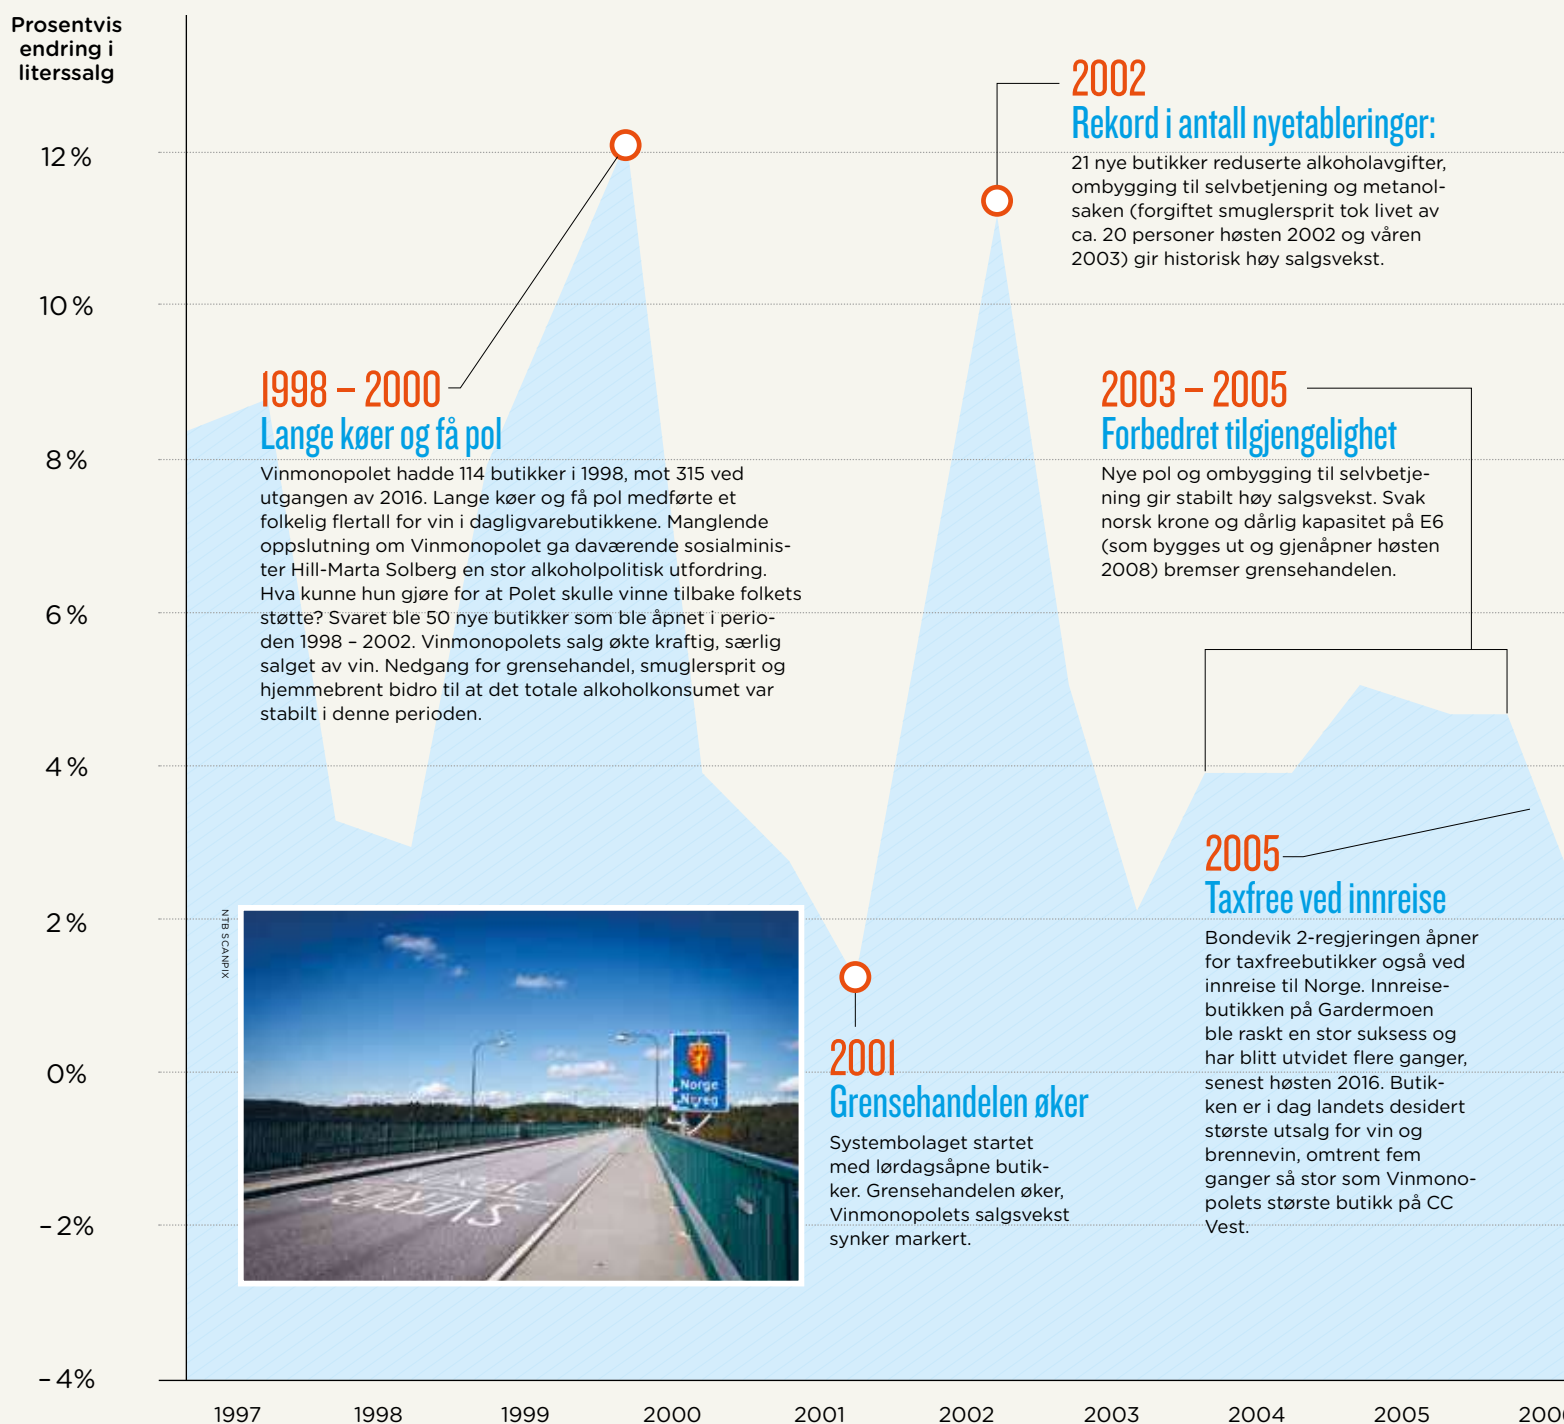 Prosentvis
endring i
literssalg
12 %
10 %
8 %
6 %
4 %
2 %
0%
– 2%
– 4%
1998 – 2000
Lange køer og få pol
Vinmonopolet hadde 114 butikker i 1998, mot 315 ved
utgangen av 2016. Lange køer og få pol medførte et
folkelig flertall for vin i dagligvarebutikkene. Manglende
oppslutning om Vinmonopolet ga daværende sosialminis-
ter Hill-Marta Solberg en stor alkoholpolitisk utfordring.
Hva kunne hun gjøre for at Polet skulle vinne tilbake folkets
støtte? Svaret ble 50 nye butikker som ble åpnet i perio-
den 1998 – 2002. Vinmonopolets salg økte kraftig, særlig
salget av vin. Nedgang for grensehandel, smuglersprit og
hjemmebrent bidro til at det totale alkoholkonsumet var
stabilt i denne perioden.
2002
Rekord i antall nyetableringer:
21 nye butikker reduserte alkoholavgifter,
ombygging til selvbetjening og metanol-
saken (forgiftet smuglersprit tok livet av
ca. 20 personer høsten 2002 og våren
2003) gir historisk høy salgsvekst.
2003 – 2005
Forbedret tilgjengelighet
Nye pol og ombygging til selvbetje-
ning gir stabilt høy salgsvekst. Svak
norsk krone og dårlig kapasitet på E6
(som bygges ut og gjenåpner høsten
2008) bremser grensehandelen.
NTB SCANPIX
Norge
Noreg
NORGE
SVERIGE
2001
Grensehandelen øker
Systembolaget startet
med lørdagsåpne butik-
ker. Grensehandelen øker,
Vinmonopolets salgsvekst
synker markert.
2005
Taxfree ved innreise
Bondevik 2-regjeringen åpner
for taxfreebutikker også ved
innreise til Norge. Innreise-
butikken på Gardermoen
ble raskt en stor suksess og
har blitt utvidet flere ganger,
senest høsten 2016. Butik-
ken er i dag landets desidert
største utsalg for vin og
brennevin, omtrent fem
ganger så stor som Vinmono-
polets største butikk på CC
Vest.
1997 1998 1999 2000 2001 2002 2003 2004 2005